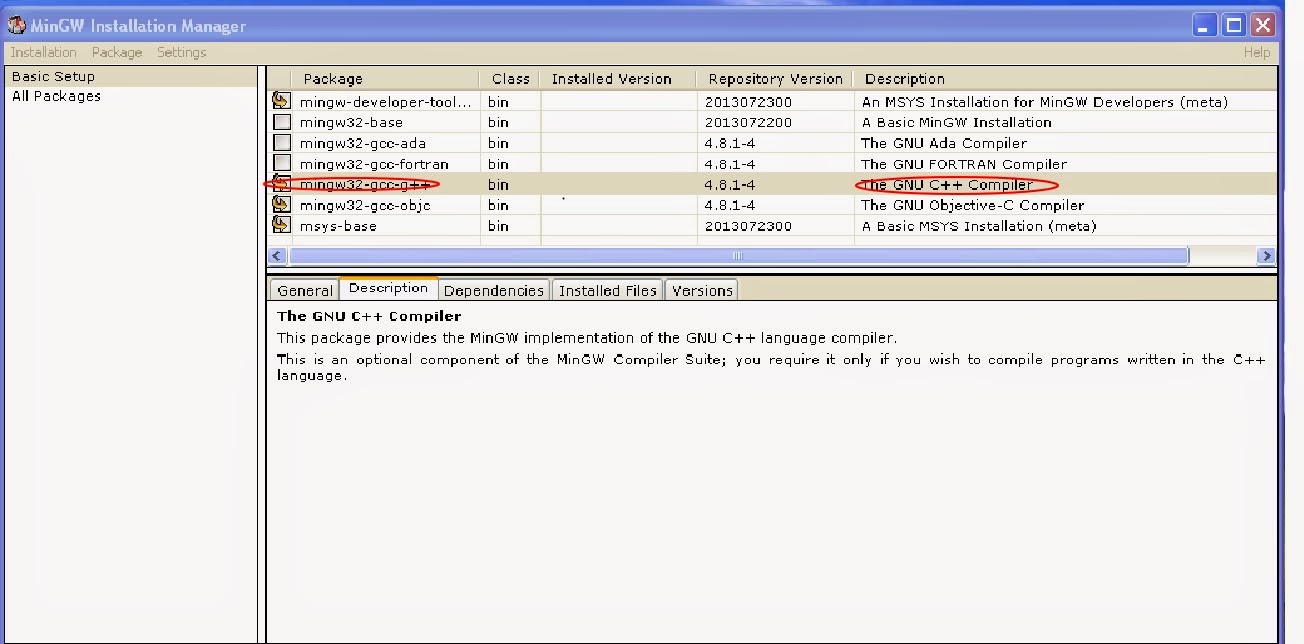 MinGW Installation Manager
Installation Package Settings Help
Basic Setup
All Packages
Package Class Installed Version Repository Version Description
mingw-developer-tool... bin 2013072300 An MSYS Installation for MinGW Developers (meta)
mingw32-base bin 2013072200 A Basic MinGW Installation
mingw32-gcc-ada bin 4.8.1-4 The GNU Ada Compiler
mingw32-gcc-fortran bin 4.8.1-4 The GNU FORTRAN Compiler
mingw32-gcc-g++ bin 4.8.1-4 The GNU C++ Compiler
mingw32-gcc-objc bin 4.8.1-4 The GNU Objective-C Compiler
msys-base bin 2013072300 A Basic MSYS Installation (meta)
General Description Dependencies Installed Files Versions
The GNU C++ Compiler
This package provides the MinGW implementation of the GNU C++ language compiler.
This is an optional component of the MinGW Compiler Suite; you require it only if you wish to compile programs written in the C++
language.